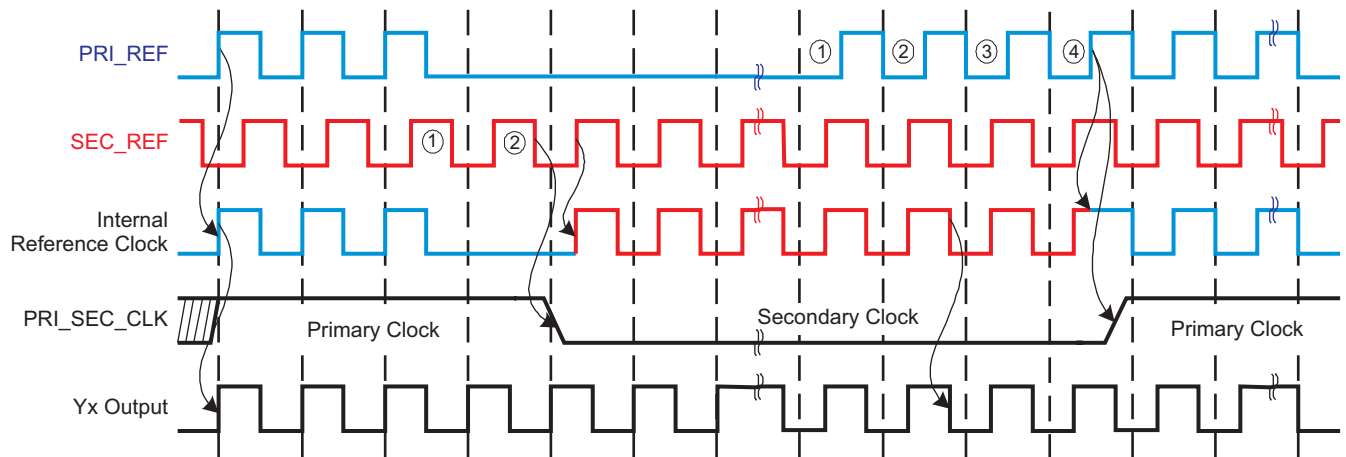 PRI_REF
① ② ③ ④
SEC_REF
① ②
Internal
Reference Clock
PRI_SEC_CLK
Primary Clock
Secondary Clock
Primary Clock
Yx Output